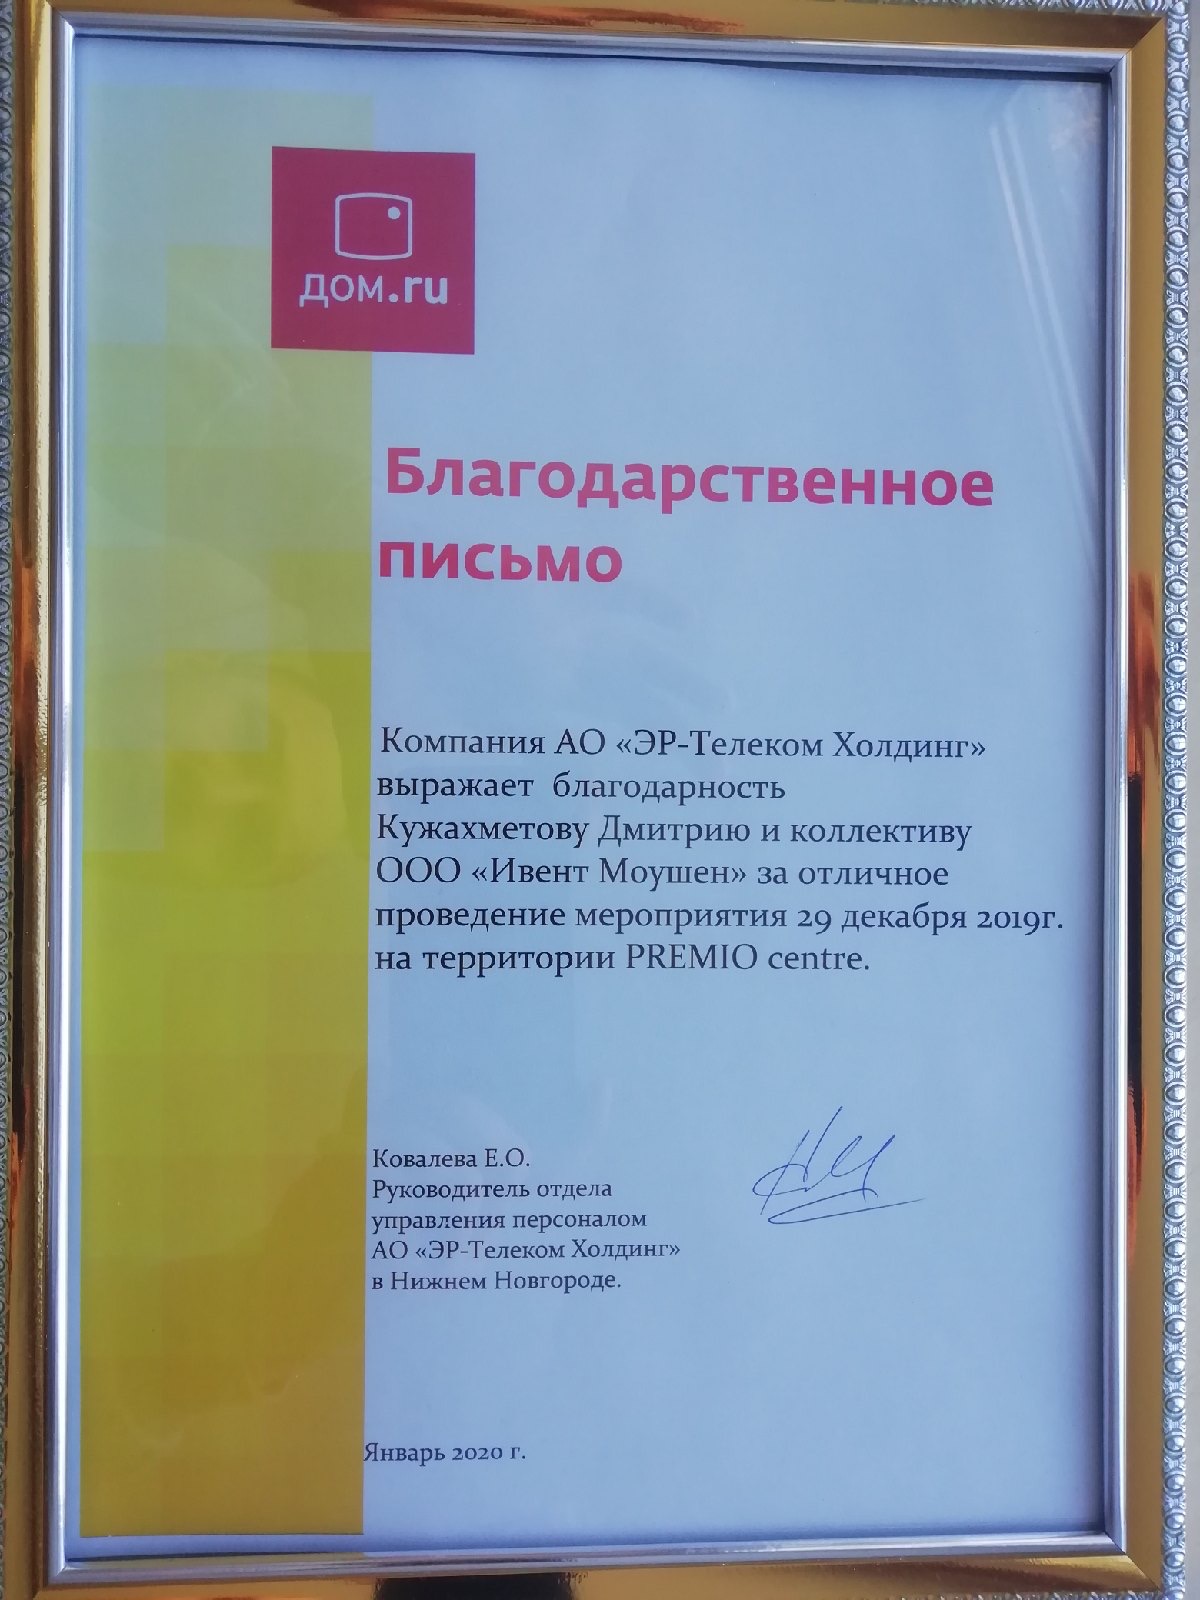 дом.ru
Благодарственное
письмо
Компания АО «ЭР-Телеком Холдинг»
выражает благодарность
Кужахметову Дмитрию и коллективу
ООО «Ивент Моушен» за отличное
проведение мероприятия 29 декабря 2019г.
на территории PREMIO centre.
Ковалева Е.О.
Руководитель отдела
управления персоналом
АО «ЭР-Телеком Холдинг»
в Нижнем Новгороде.
Январь 2020 г.